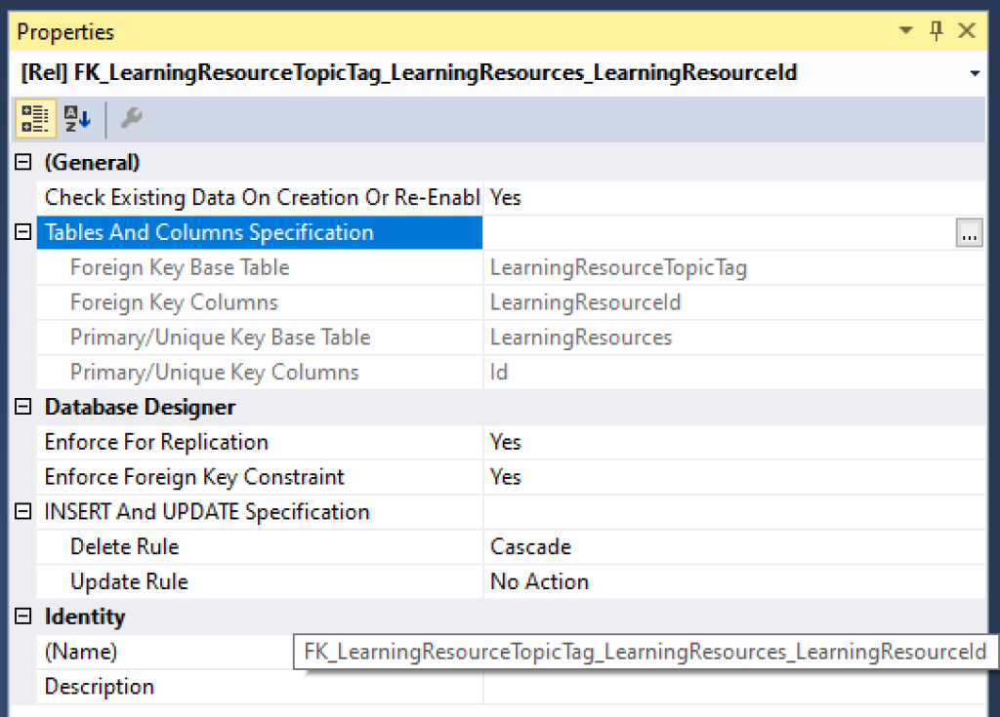 Properties
[Rel] FK_LearningResourceTopicTag_LearningResources_LearningResourceId
A
Z
(General)
Check Existing Data On Creation Or Re-Enabl Yes
Tables And Columns Specification ...
Foreign Key Base Table LearningResourceTopicTag
Foreign Key Columns LearningResourceId
Primary/Unique Key Base Table LearningResources
Primary/Unique Key Columns Id
Database Designer
Enforce For Replication Yes
Enforce Foreign Key Constraint Yes
INSERT And UPDATE Specification
Delete Rule Cascade
Update Rule No Action
Identity
(Name) FK_LearningResourceTopicTag_LearningResources_LearningResourceId
Description